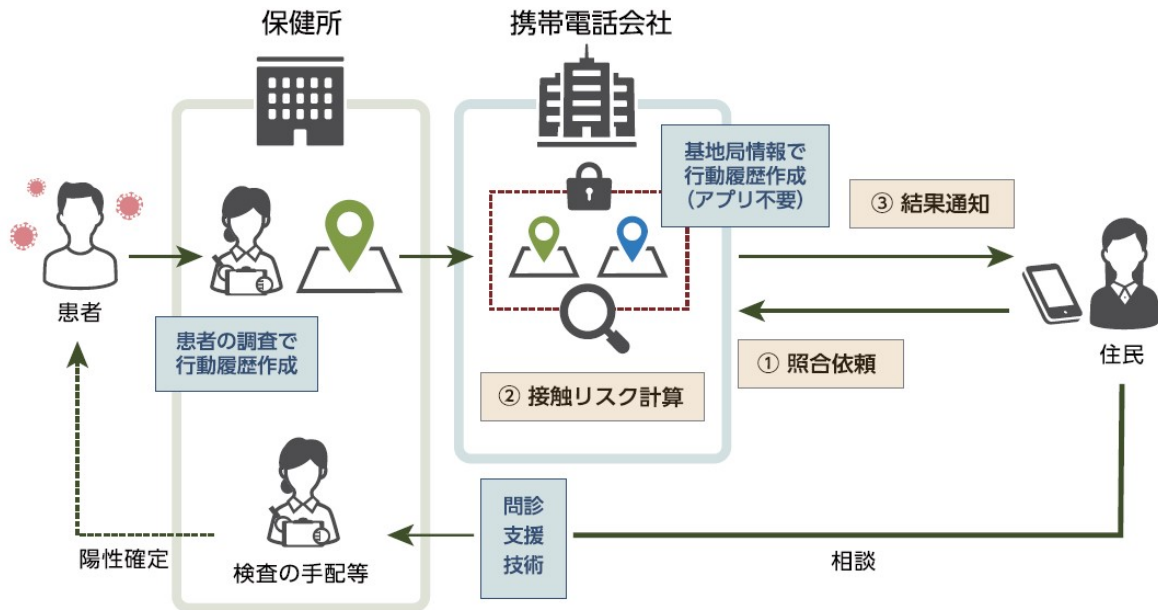 保健所
携帯電話会社
基地局情報で
行動履歴作成
(アプリ不要)
③ 結果通知
患者
患者の調査で
行動履歴作成
① 照合依頼
住民
② 接触リスク計算
問診
支援
技術
陽性確定
検査の手配等
相談